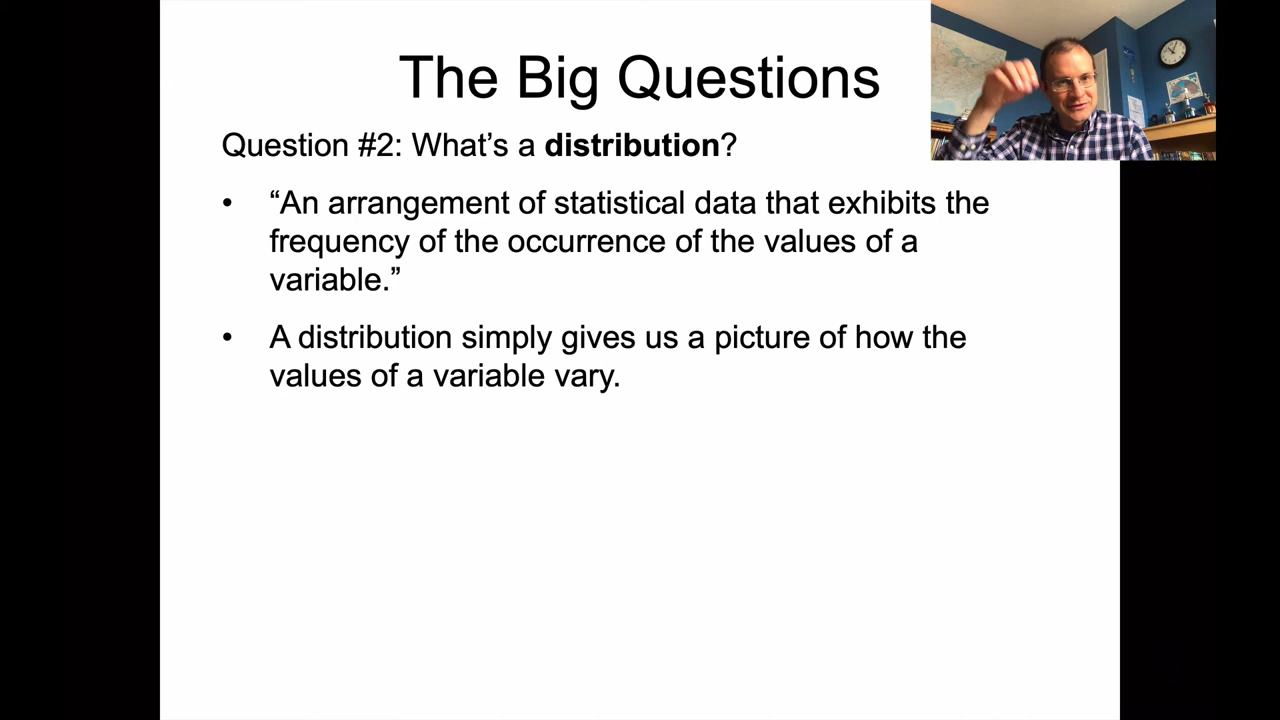 The Big Questions
Question #2: What’s a distribution?
• “An arrangement of statistical data that exhibits the
frequency of the occurrence of the values of a
variable.”
• A distribution simply gives us a picture of how the
values of a variable vary.